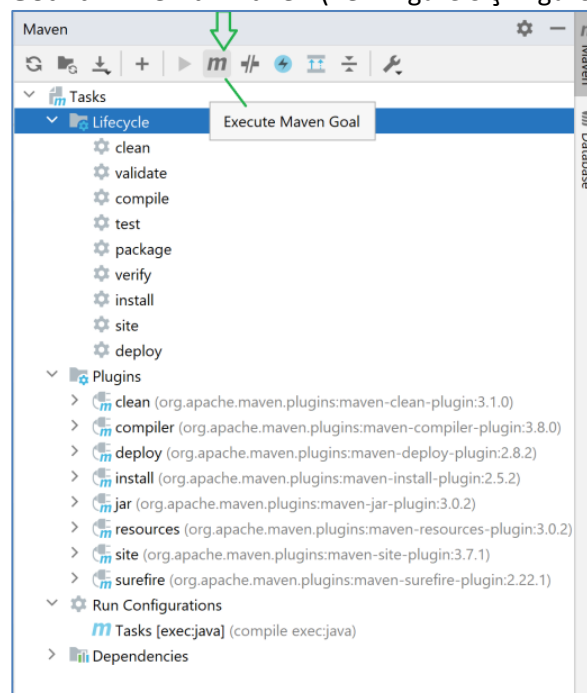 Maven
Tasks
Lifecycle
Execute Maven Goal
clean
validate
compile
test
package
verify
install
site
deploy
Plugins
clean (org.apache.maven.plugins:maven-clean-plugin:3.1.0)
compiler (org.apache.maven.plugins:maven-compiler-plugin:3.8.0)
deploy (org.apache.maven.plugins:maven-deploy-plugin:2.8.2)
install (org.apache.maven.plugins:maven-install-plugin:2.5.2)
jar (org.apache.maven.plugins:maven-jar-plugin:3.0.2)
resources (org.apache.maven.plugins:maven-resources-plugin:3.0.2)
site (org.apache.maven.plugins:maven-site-plugin:3.7.1)
surefire (org.apache.maven.plugins:maven-surefire-plugin:2.22.1)
Run Configurations
Tasks [exec:java] (compile exec:java)
Dependencies
Maven
Database